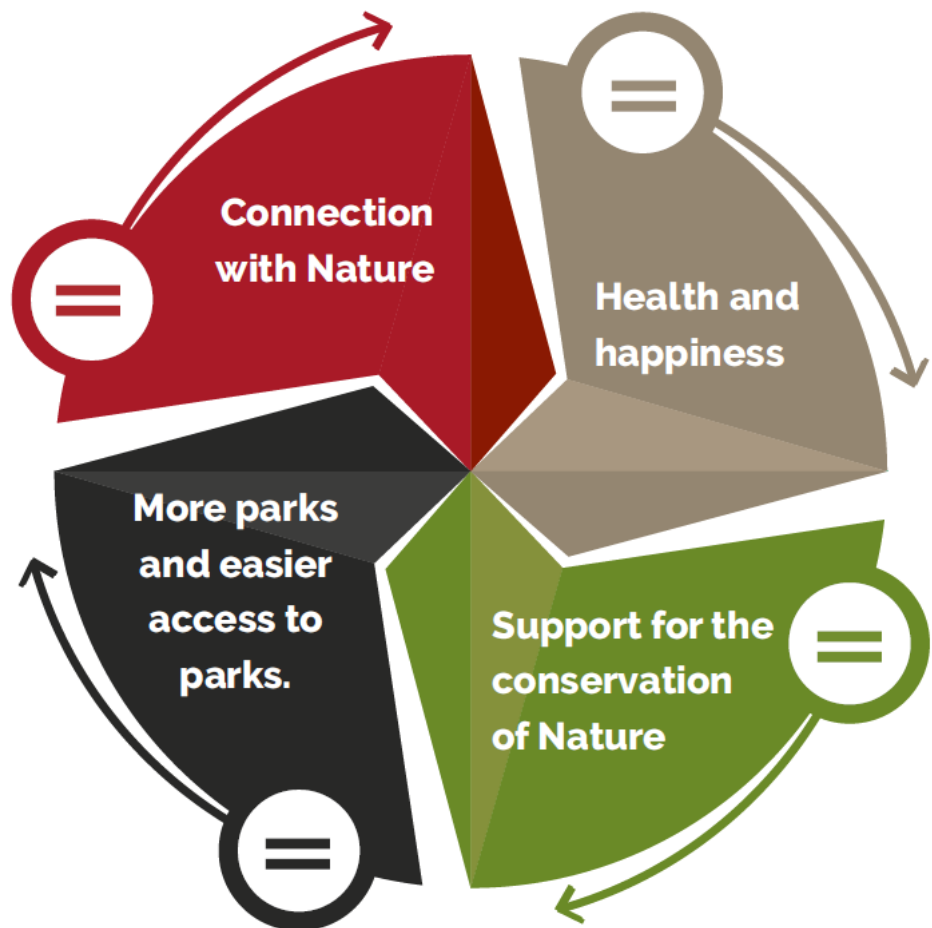 Connection
with Nature
Health and
happiness
Support for the
conservation
of Nature
More parks
and easier
access to
parks.